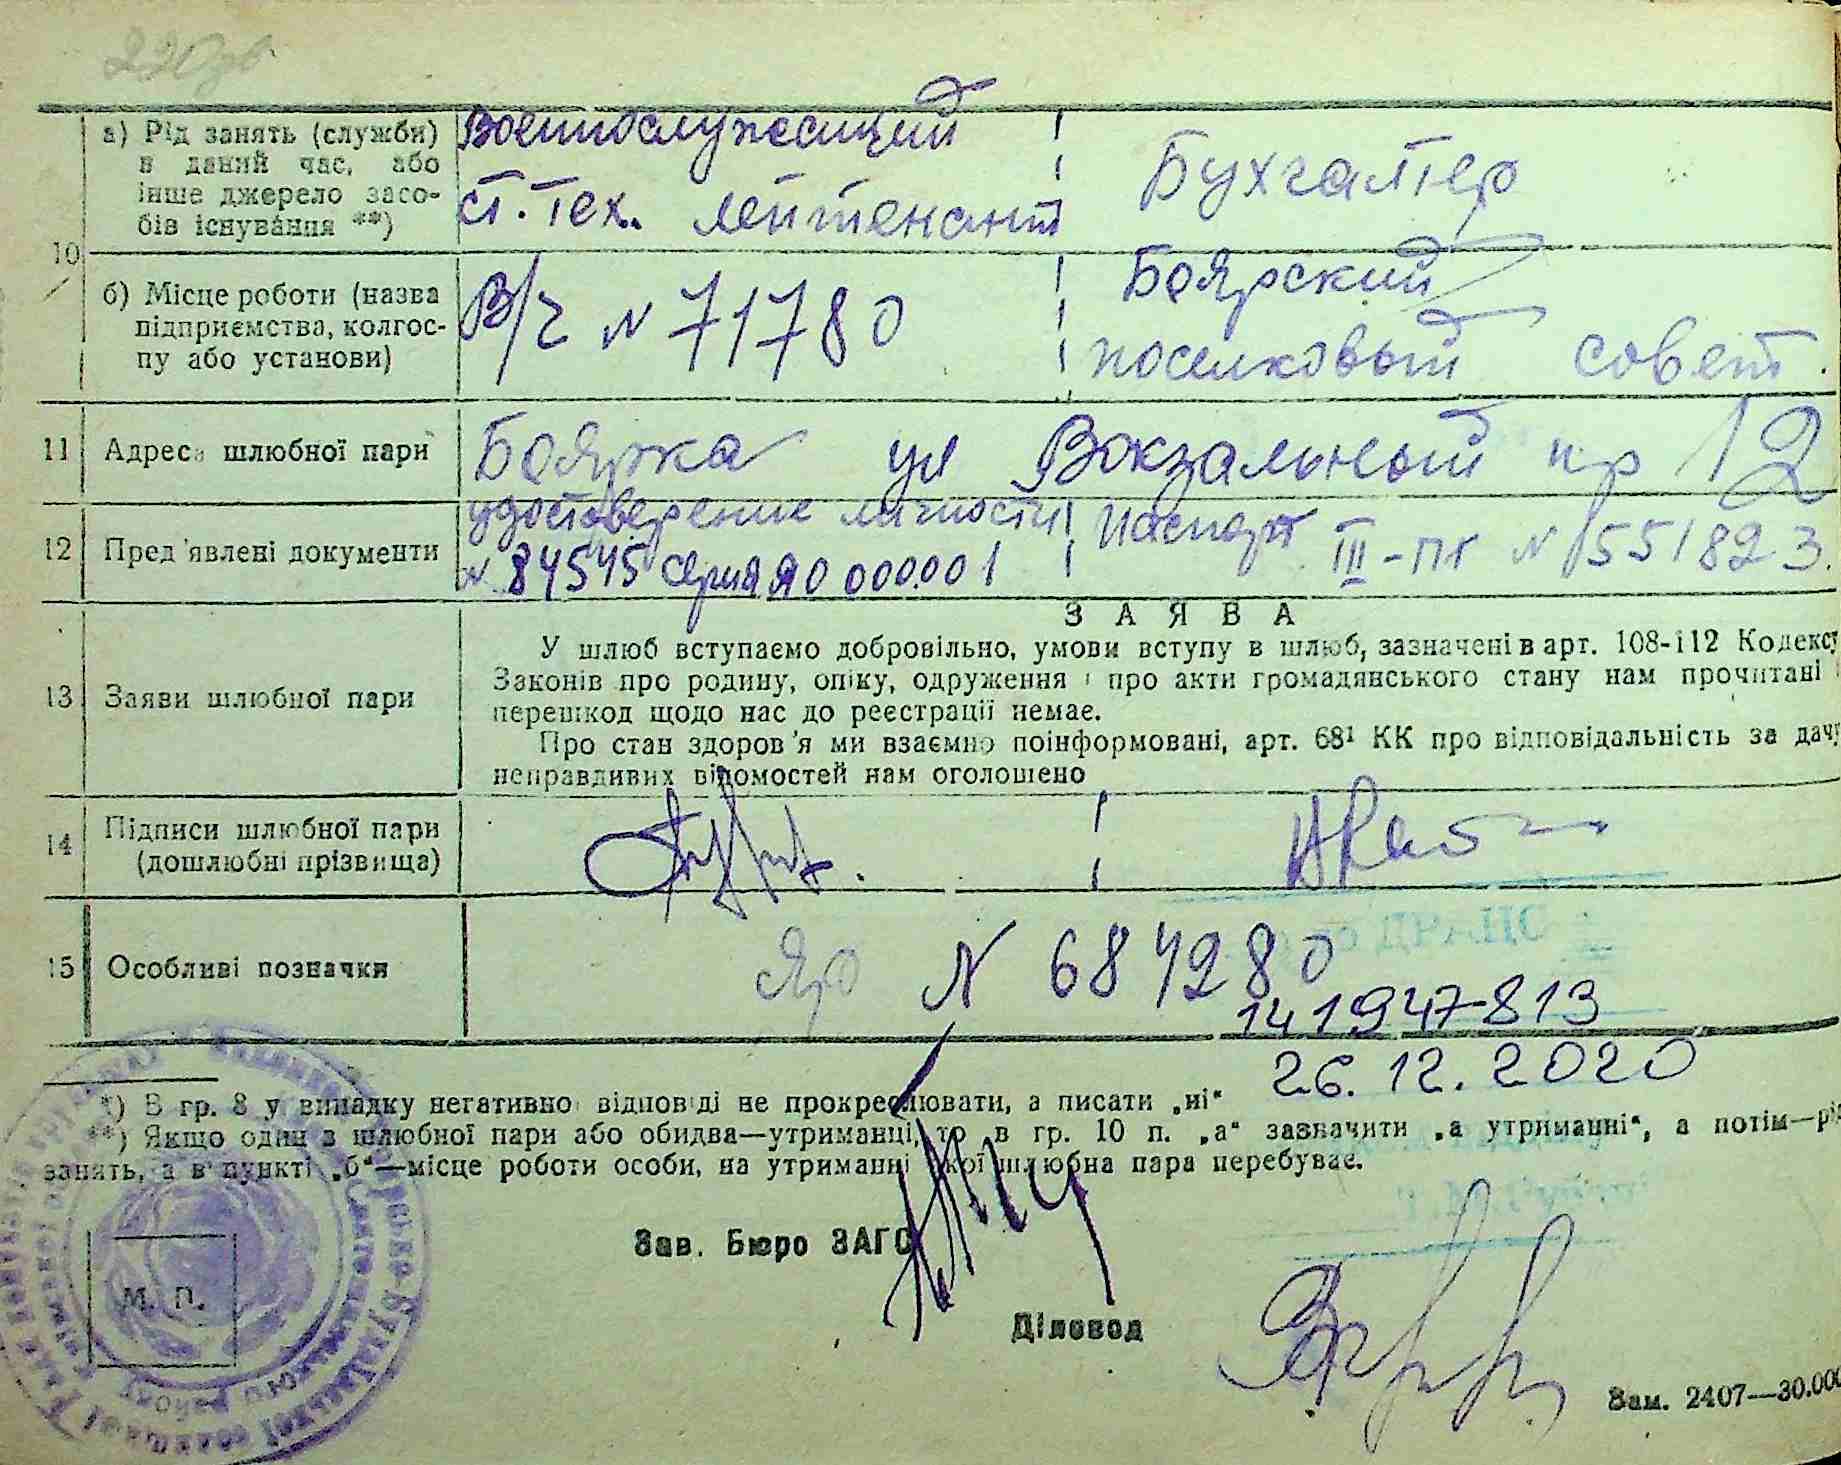 10
а) Рід занять (служби)
в даний час, або
інше джерело засо-
бів існування **)
Военнослужащий
ст. тех. лейтенант
Бухгалтер
б) Місце роботи (назва
підприємства, колгос-
пу або установи)
В/ч № 71780
Боярский
поселковый совет.
11 Адреса шлюбної пари
Боярка ул Вокзальный пр 12
12 Пред'явлені документи
удостоверение личности
№ 84545 серия ЯО 000.001
Паспорт III-ПК № 551823.
13 Заяви шлюбної пари
ЗАЯВА
У шлюб вступаємо добровільно, умови вступу в шлюб, зазначені в арт. 108-112 Кодексу
Законів про родину, опіку, одруження і про акти громадянського стану нам прочитані
перешкод щодо нас до реєстрації немає.
Про стан здоров'я ми взаємно поінформовані, арт. 68¹ КК про відповідальність за дачу
неправдивих відомостей нам оголошено
14 Підписи шлюбної пари
(дошлюбні прізвища)
15 Особливі позначки
ЯР N 684280
141947813
26.12.2020
*) В гр. 8 у випадку негативної відповіді не прокреслювати, а писати „ні“
**) Якщо один з шлюбної пари або обидва—утриманці, то в гр. 10 п. „а“ зазначити „а утриманні“, а потім—рід
занять, а в пункті „б“—місце роботи особи, на утриманні якої шлюбна пара перебуває.
Зав. Бюро ЗАГС
М. П.
Діловод
Зам. 2407—30.000